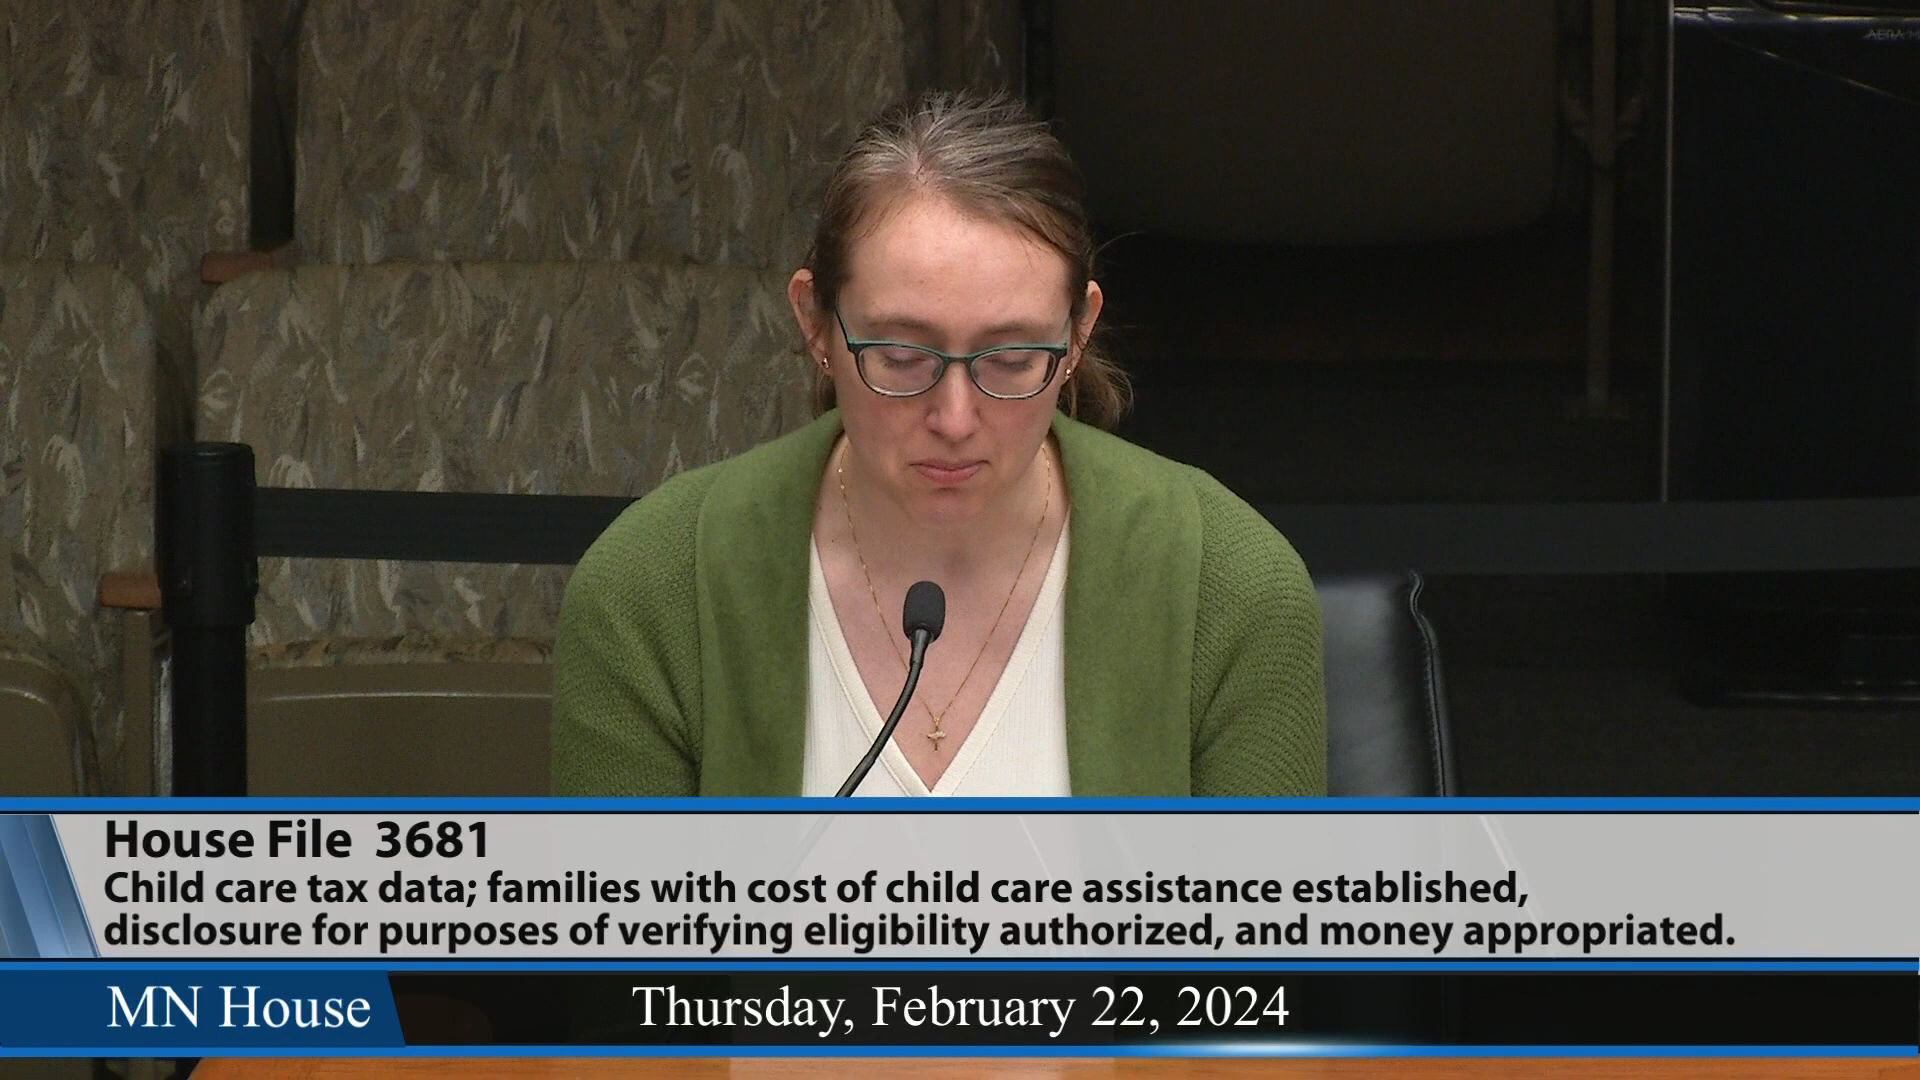 House File 3681
Child care tax data; families with cost of child care assistance established,
disclosure for purposes of verifying eligibility authorized, and money appropriated.
MN House
Thursday, February 22, 2024